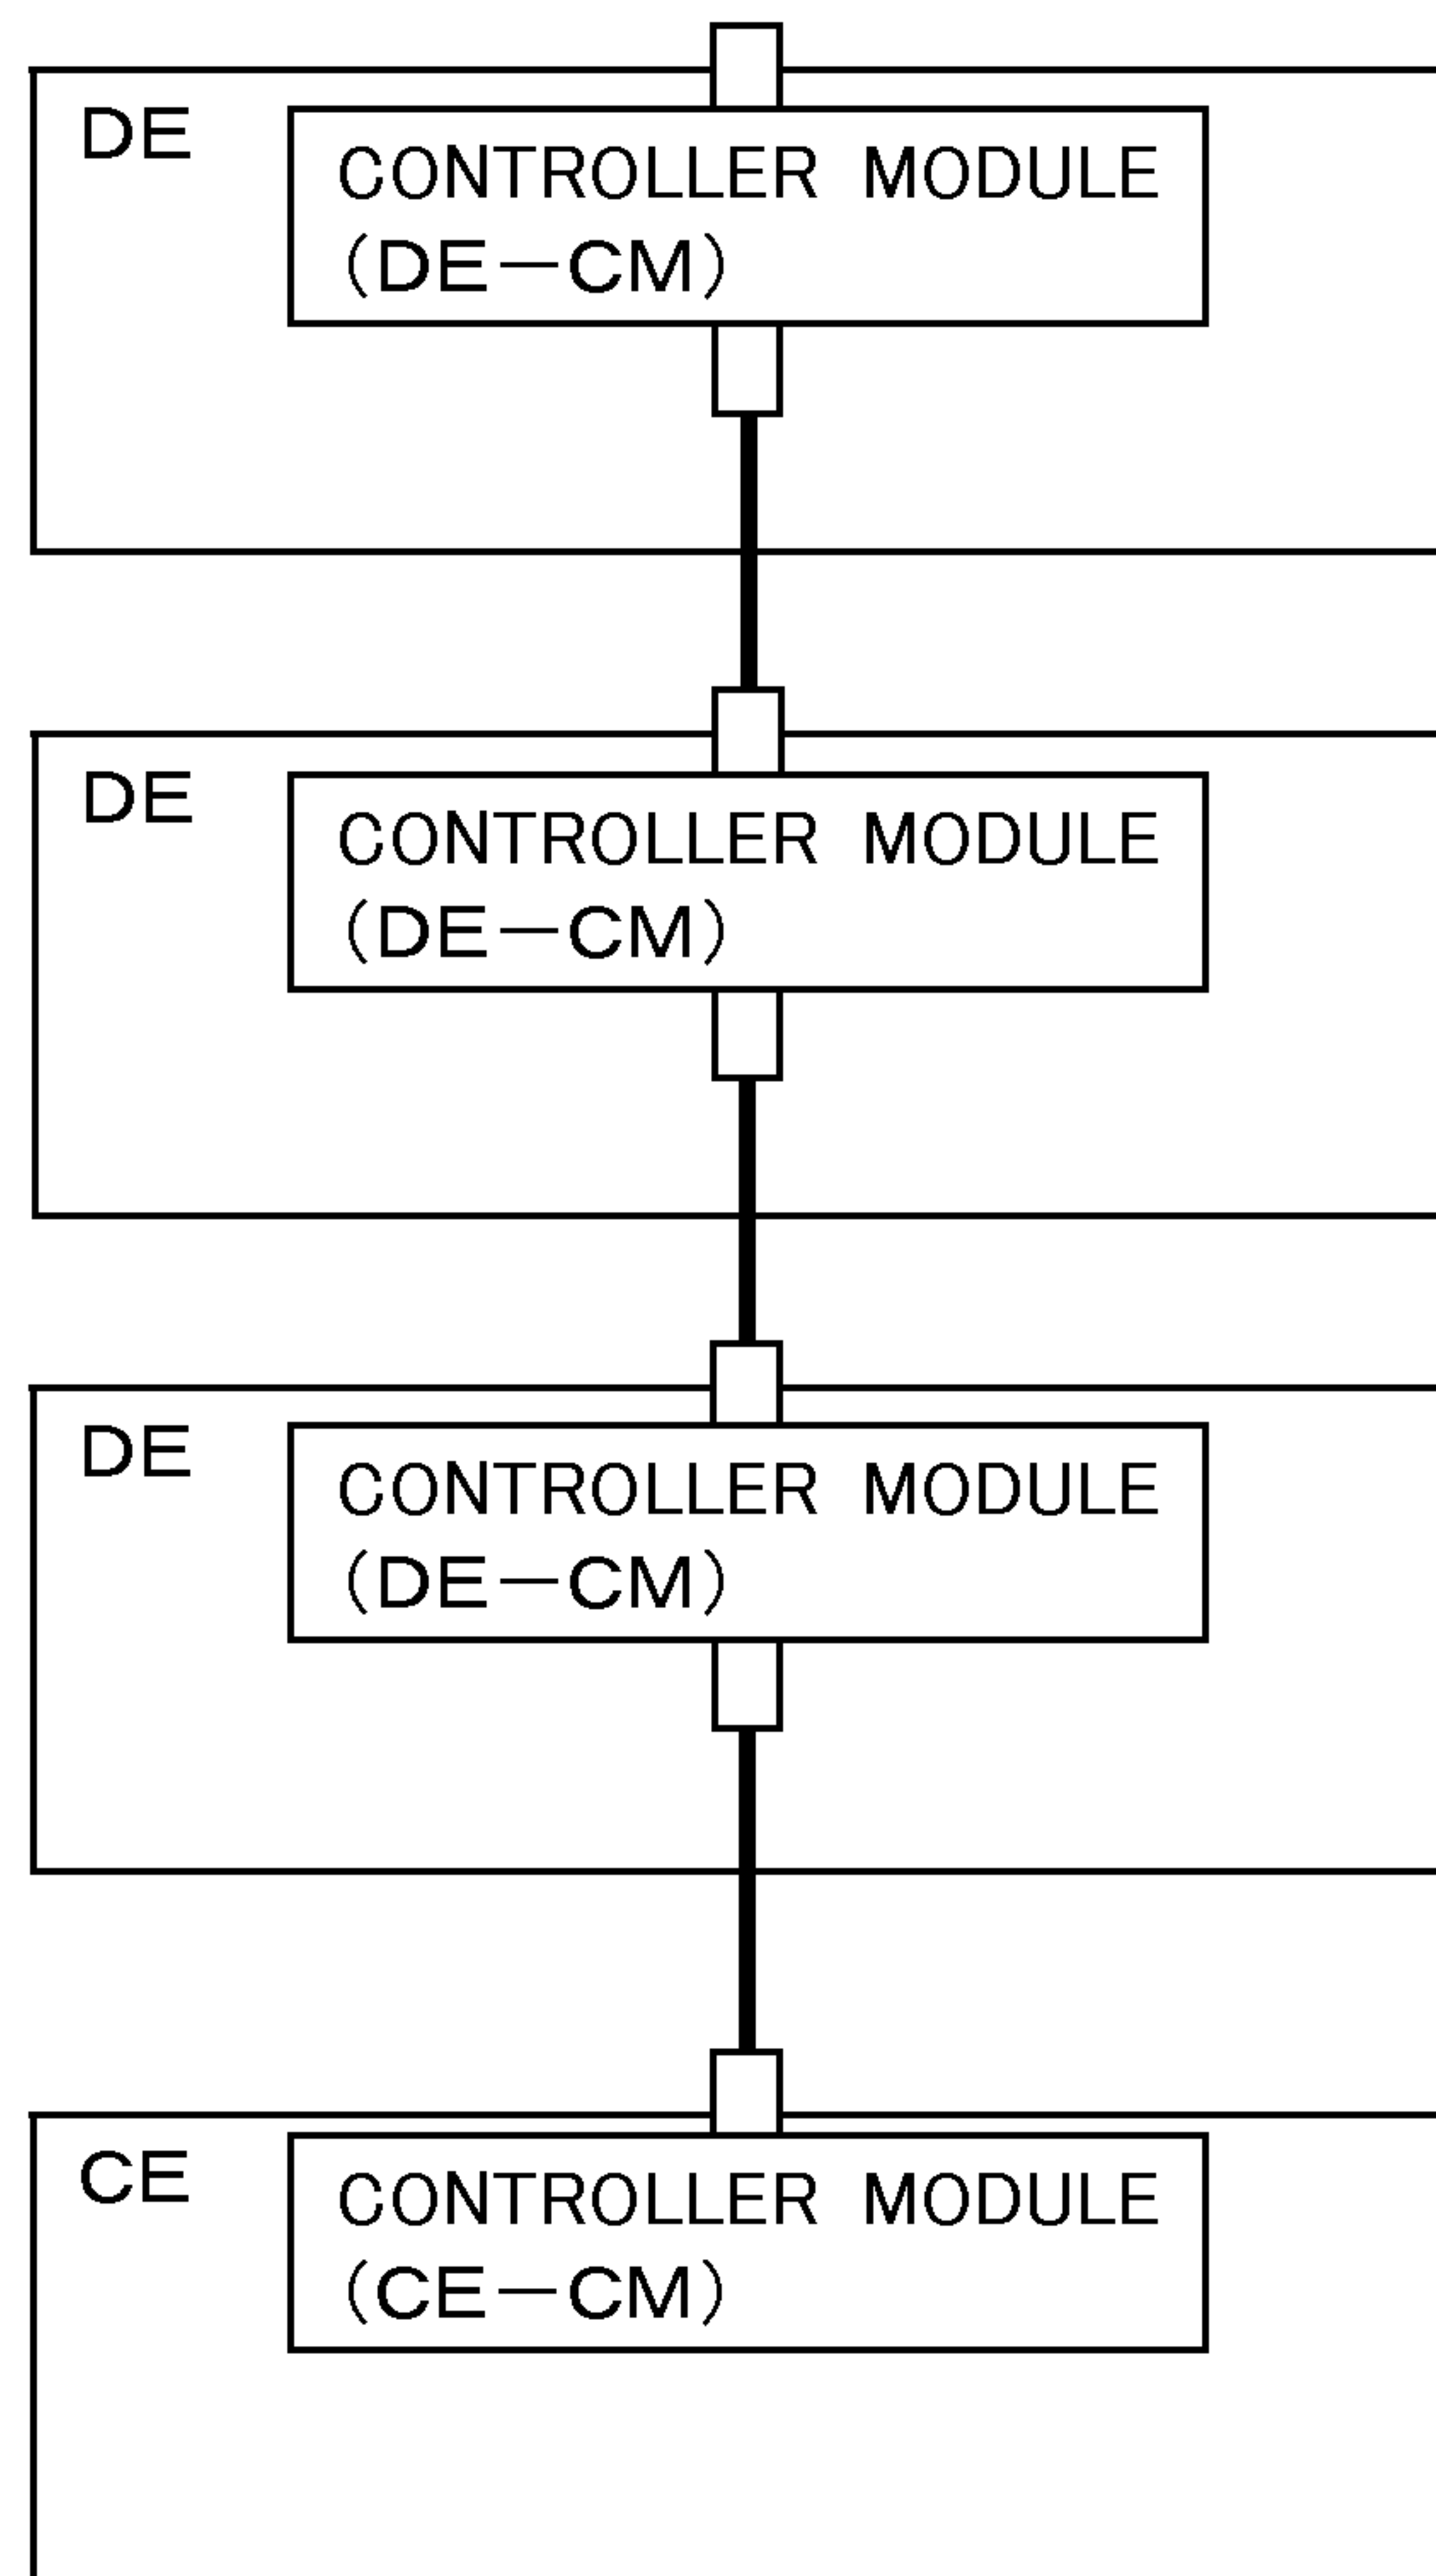 DE
CONTROLLER MODULE
(DE-CM)
DE
CONTROLLER MODULE
(DE-CM)
DE
CONTROLLER MODULE
(DE-CM)
CE
CONTROLLER MODULE
(CE-CM)